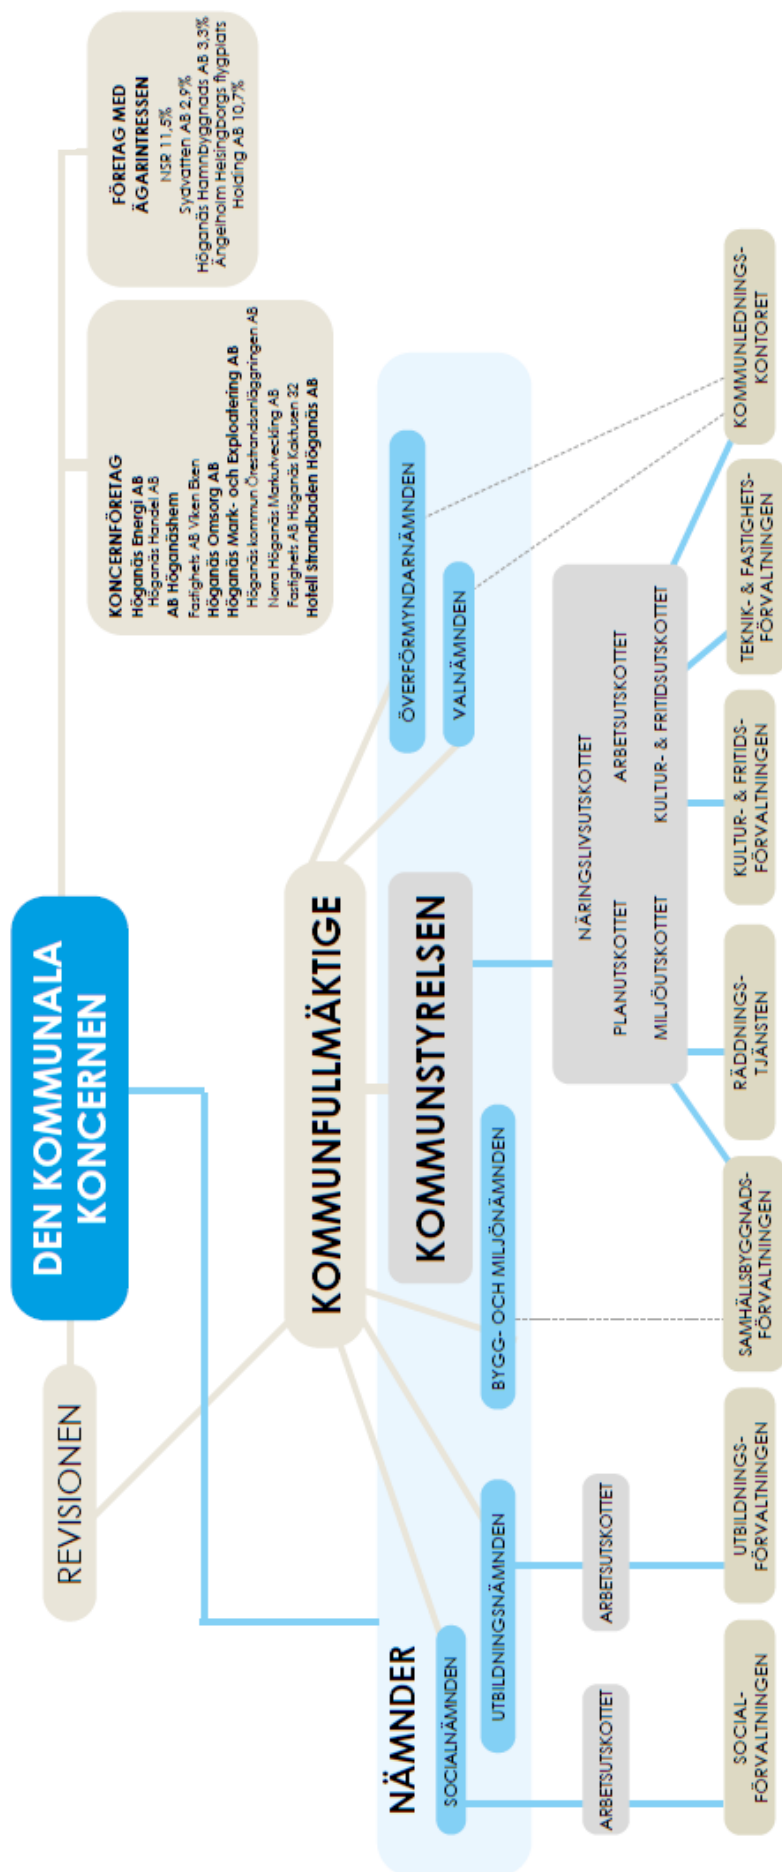 DEN KOMMUNALA
KONCERNEN
REVISIONEN
KONCERNFÖRETAG
Höganäs Energi AB
Höganäs Handel AB
AB Höganäshem
Fastighets AB Viken Eken
Höganäs Omsorg AB
Höganäs Mark- och Exploatering AB
Höganäs kommun Örestrandsanläggningen AB
Norra Höganäs Markutveckling AB
Fastighets AB Höganäs Kaktusen 32
Hotell Strandbaden Höganäs AB
FÖRETAG MED
ÄGARINTRESSEN
NSR 11,5%
Sydvatten AB 2,9%
Höganäs Hamnbyggnads AB 3,3%
Ängelholm Helsingborgs flygplats
Holding AB 10,7%
KOMMUNFULLMÄKTIGE
NÄMNDER
KOMMUNSTYRELSEN
SOCIALNÄMNDEN
UTBILDNINGSNÄMNDEN
BYGG- OCH MILJÖNÄMNDEN
ÖVERFÖRMYNDARNÄMNDEN
VALNÄMNDEN
ARBETSUTSKOTTET
ARBETSUTSKOTTET
NÄRINGSLIVSUTSKOTTET
PLANUTSKOTTET
ARBETSUTSKOTTET
MILJÖUTSKOTTET
KULTUR- & FRITIDSUTSKOTTET
SOCIAL-
FÖRVALTNINGEN
UTBILDNINGS-
FÖRVALTNINGEN
SAMHÄLLSBYGGNADS-
FÖRVALTNINGEN
RÄDDNINGS-
TJÄNSTEN
KULTUR- & FRITIDS-
FÖRVALTNINGEN
TEKNIK- & FASTIGHETS-
FÖRVALTNINGEN
KOMMUNLEDNINGS-
KONTORET